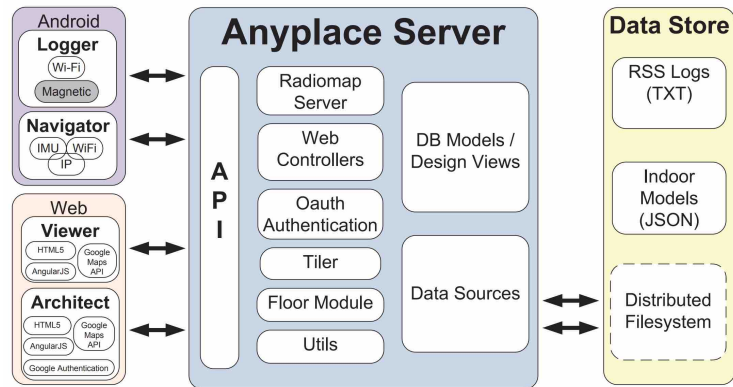 Android
Logger
Wi-Fi
Magnetic
Navigator
IMU
WiFi
IP
Web
Viewer
HTML5
AngularJS
Google
Maps
API
Architect
HTML5
AngularJS
Google
Maps
API
Google Authentication
Anyplace Server
A
P
I
Radiomap
Server
Web
Controllers
Oauth
Authentication
Tiler
Floor Module
Utils
DB Models /
Design Views
Data Sources
Data Store
RSS Logs
(TXT)
Indoor
Models
(JSON)
Distributed
Filesystem